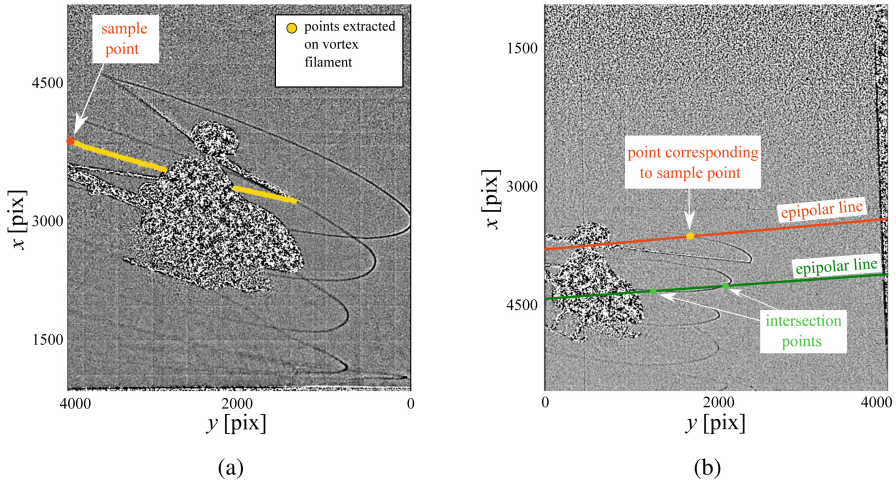 sample
point
points extracted
on vortex
filament
4500
3000
1500
x [pix]
4000
2000
0
y [pix]
(a)
1500
3000
4500
x [pix]
point corresponding
to sample point
epipolar line
epipolar line
intersection
points
0
2000
4000
y [pix]
(b)